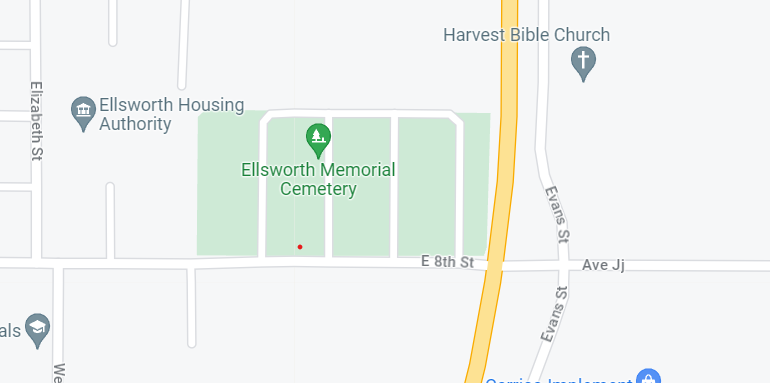 Harvest Bible Church
Ellsworth Housing
Authority
Elizabeth St
Ellsworth Memorial
Cemetery
Evans St
E 8th St
Ave Jj
Evans St
als
We
Carrico Implement